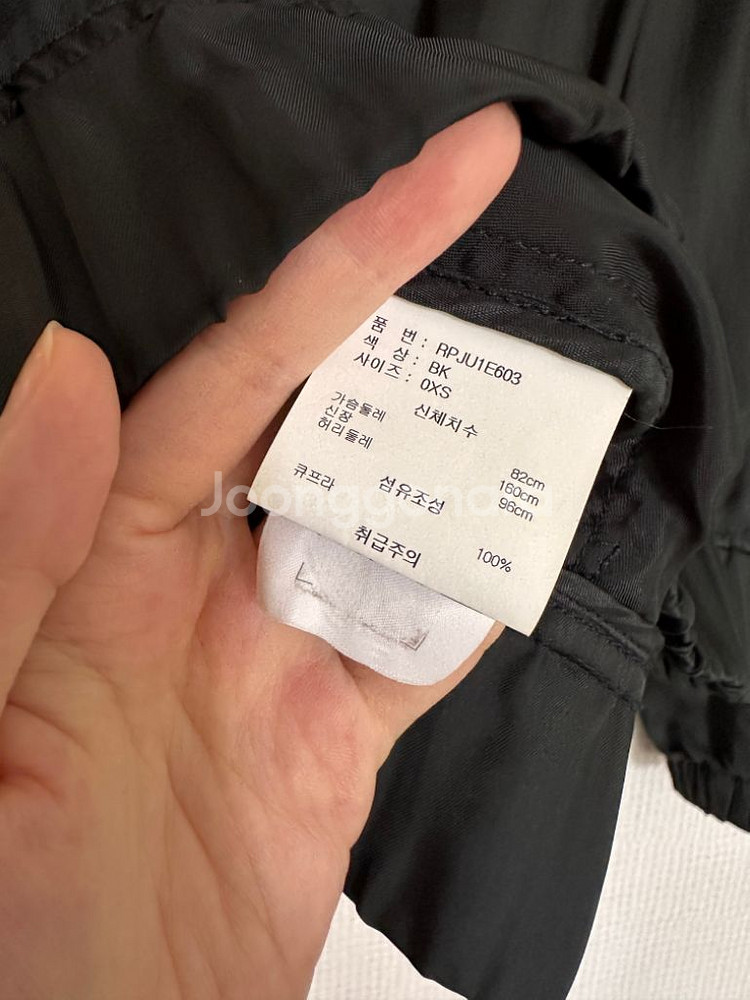 품 번 : RPJU1E603
색 상 : BK
사이즈 : 0XS
신체치수
가슴둘레 82cm
신장 160cm
허리둘레 96cm
섬유조성
큐프라 100%
취급주의